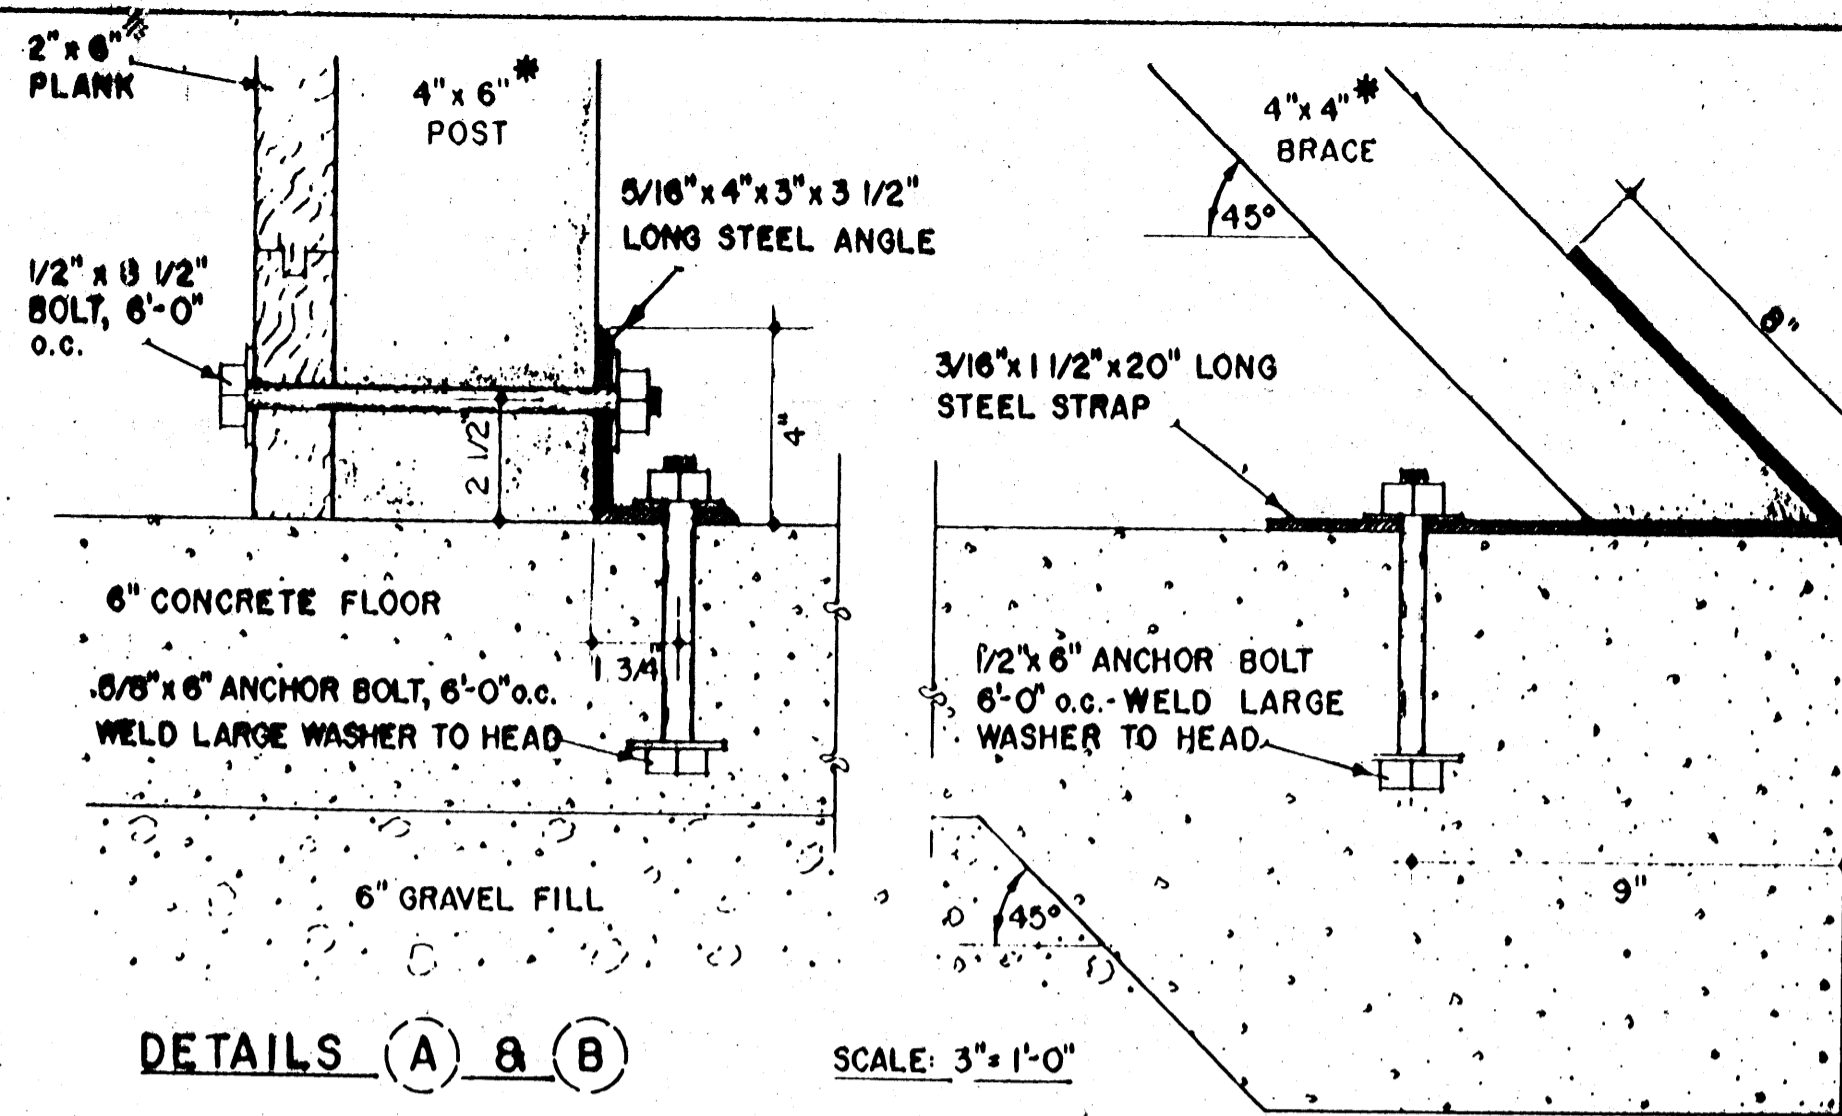 2" x 6"
PLANK
4" x 6" *
POST
5/16" x 4" x 3" x 3 1/2"
LONG STEEL ANGLE
1/2" x 8 1/2"
BOLT, 6'-0"
O.C.
2 1/2"
4"
6" CONCRETE FLOOR
1 3/4"
5/8" x 6" ANCHOR BOLT, 6'-0" O.C.
WELD LARGE WASHER TO HEAD
6" GRAVEL FILL
4" x 4" *
BRACE
45°
3/16" x 1 1/2" x 20" LONG
STEEL STRAP
1/2" x 6" ANCHOR BOLT
6'-0" O.C.- WELD LARGE
WASHER TO HEAD
9"
45°
DETAILS A & B
SCALE: 3" = 1'-0"